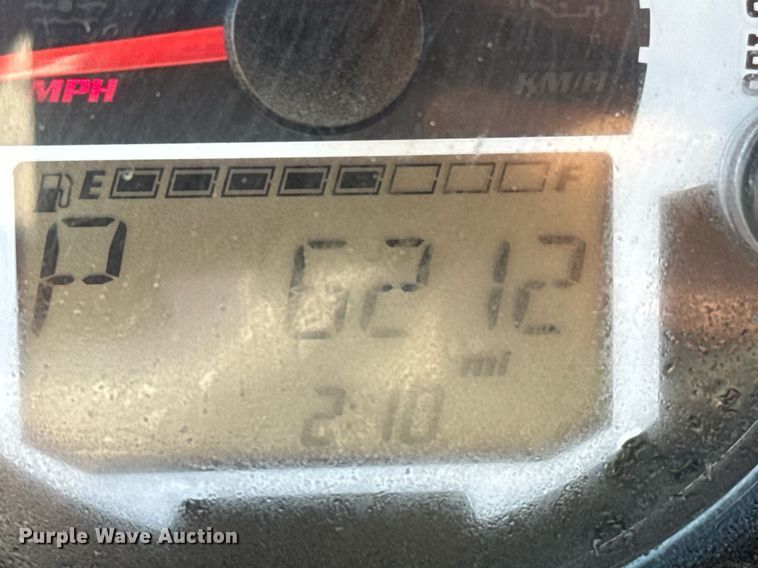 MPH KM/H
E F
P 6212
mi
2:10
Purple Wave Auction